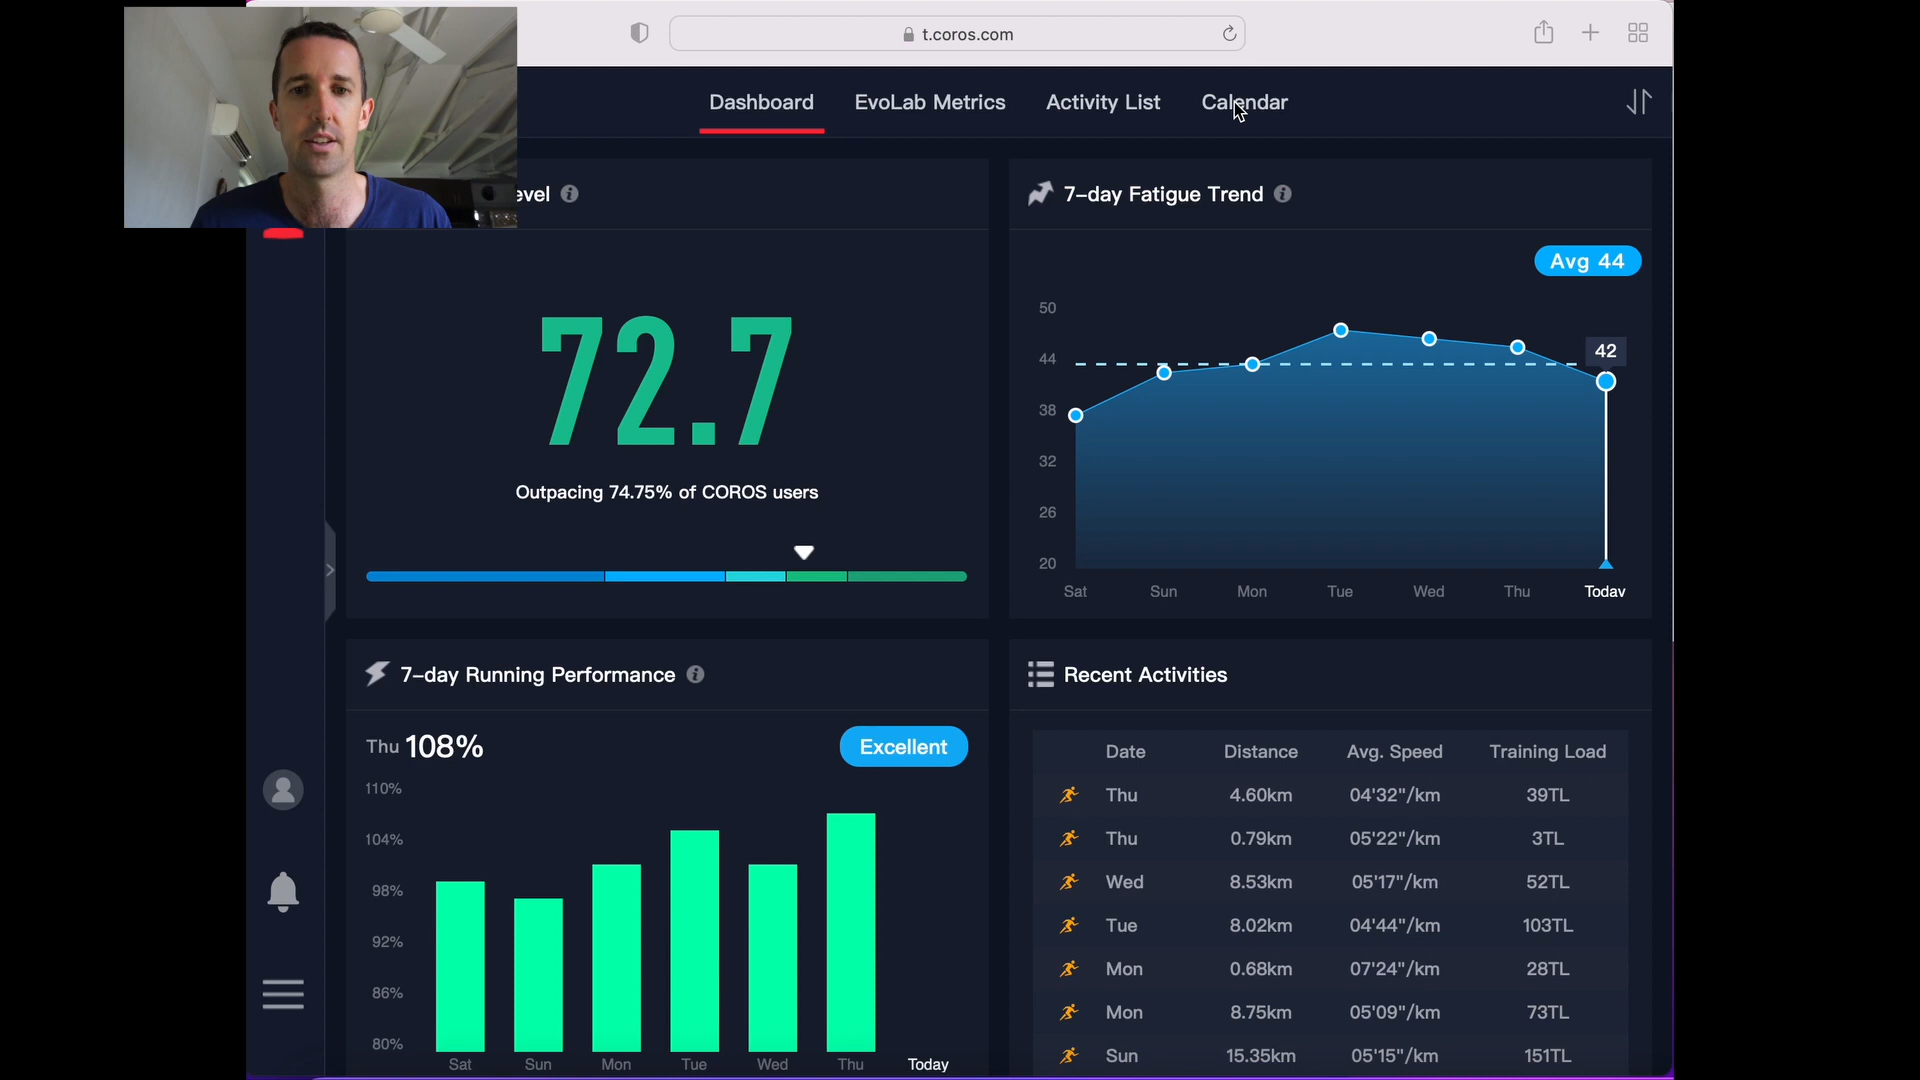 t.coros.com
Dashboard
EvoLab Metrics
Activity List
Calendar
evel
7-day Fatigue Trend
Avg 44
50
44
38
32
26
20
42
Sat
Sun
Mon
Tue
Wed
Thu
Today
72.7
Outpacing 74.75% of COROS users
7-day Running Performance
Thu 108%
Excellent
110%
104%
98%
92%
86%
80%
Sat
Sun
Mon
Tue
Wed
Thu
Today
Recent Activities
Date Distance Avg. Speed Training Load
Thu 4.60km 04'32"/km 39TL
Thu 0.79km 05'22"/km 3TL
Wed 8.53km 05'17"/km 52TL
Tue 8.02km 04'44"/km 103TL
Mon 0.68km 07'24"/km 28TL
Mon 8.75km 05'09"/km 73TL
Sun 15.35km 05'15"/km 151TL